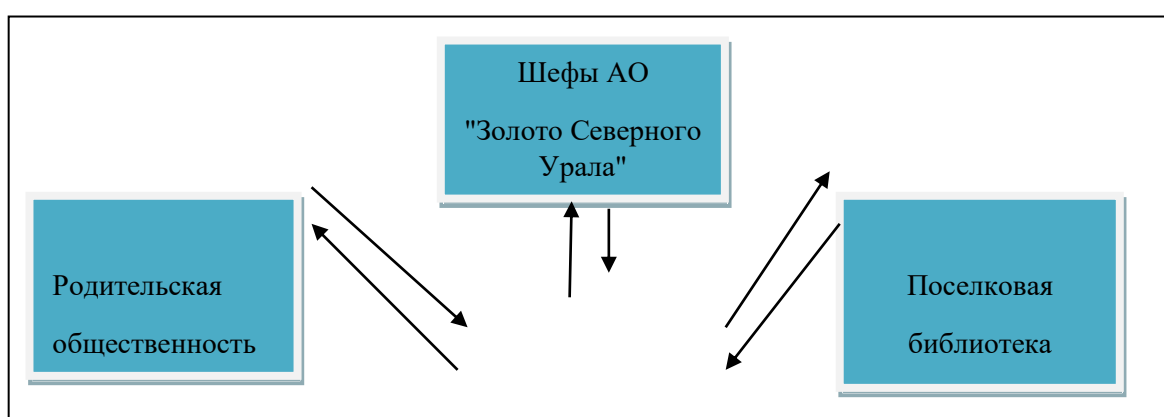 Шефы АО
"Золото Северного
Урала"
Родительская
общественность
Поселковая
библиотека